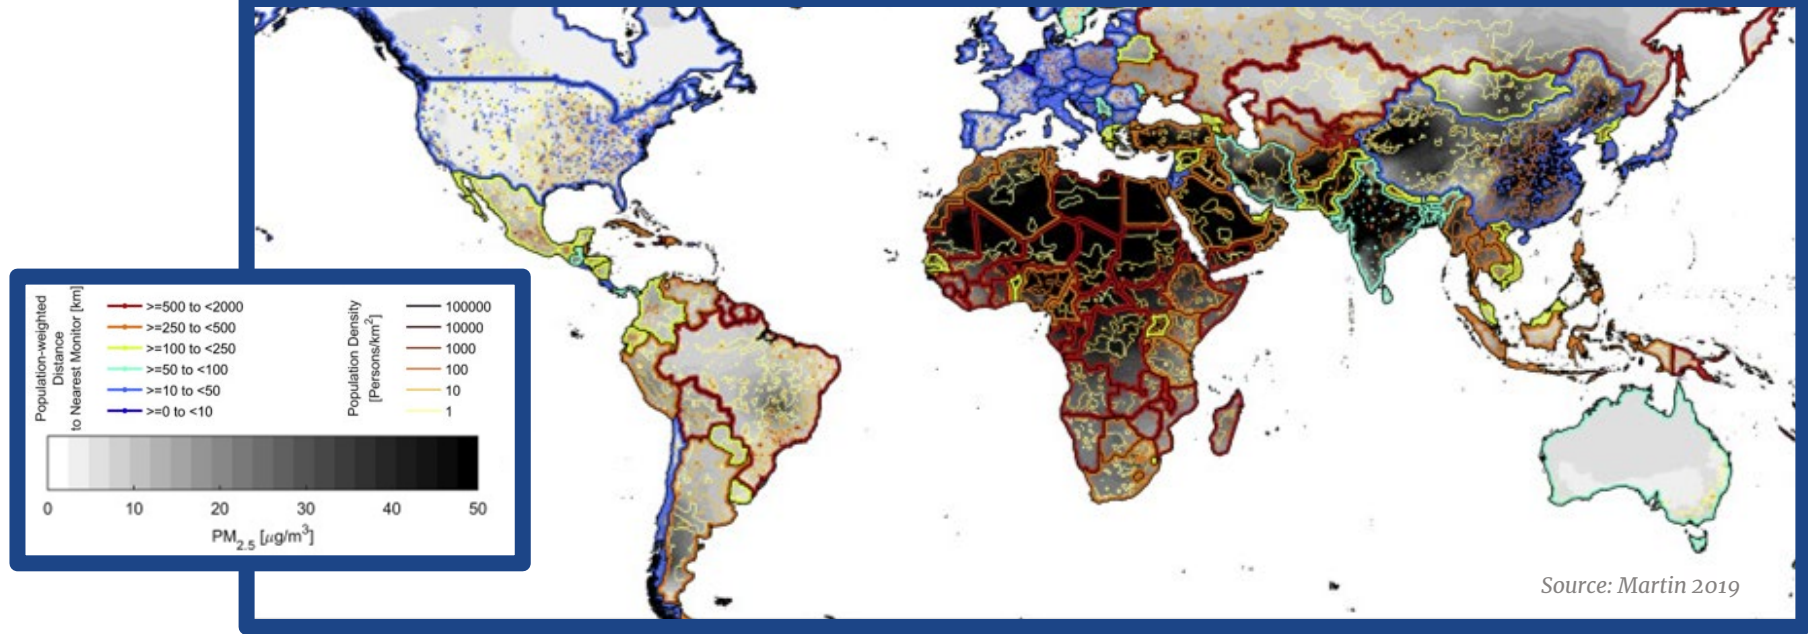 Population-weighted
Distance
to Nearest Monitor [km]
>=500 to <2000
>=250 to <500
>=100 to <250
>=50 to <100
>=10 to <50
>=0 to <10
Population Density
[Persons/km²]
100000
10000
1000
100
10
1
0 10 20 30 40 50
PM2.5 [μg/m³]
Source: Martin 2019